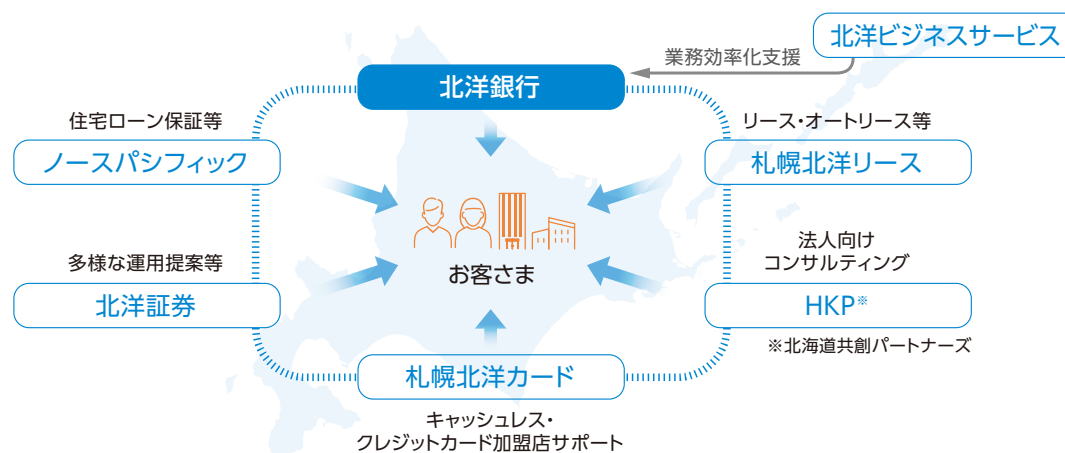 北洋ビジネスサービス
業務効率化支援
北洋銀行
住宅ローン保証等
ノースパシフィック
リース・オートリース等
札幌北洋リース
お客さま
多様な運用提案等
北洋証券
法人向け
コンサルティング
HKP※
※北海道共創パートナーズ
札幌北洋カード
キャッシュレス・
クレジットカード加盟店サポート